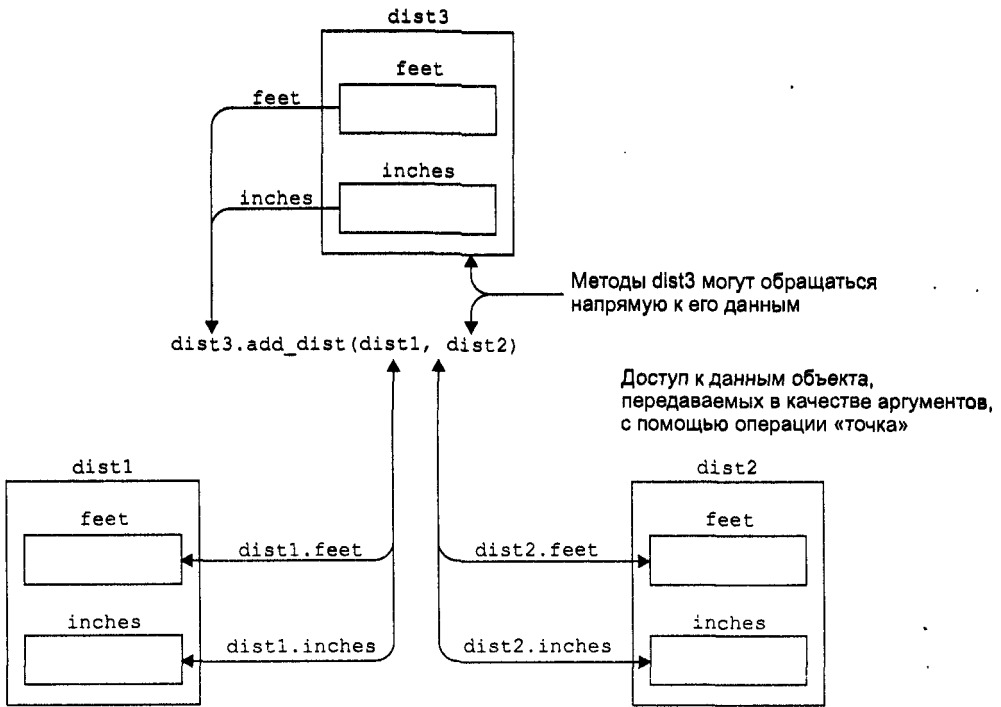 dist3
feet
feet
inches
inches
Методы dist3 могут обращаться
напрямую к его данным
dist3.add_dist(dist1, dist2)
Доступ к данным объекта,
передаваемых в качестве аргументов,
с помощью операции «точка»
dist1
dist2
feet
feet
dist1.feet
dist2.feet
inches
inches
dist1.inches
dist2.inches